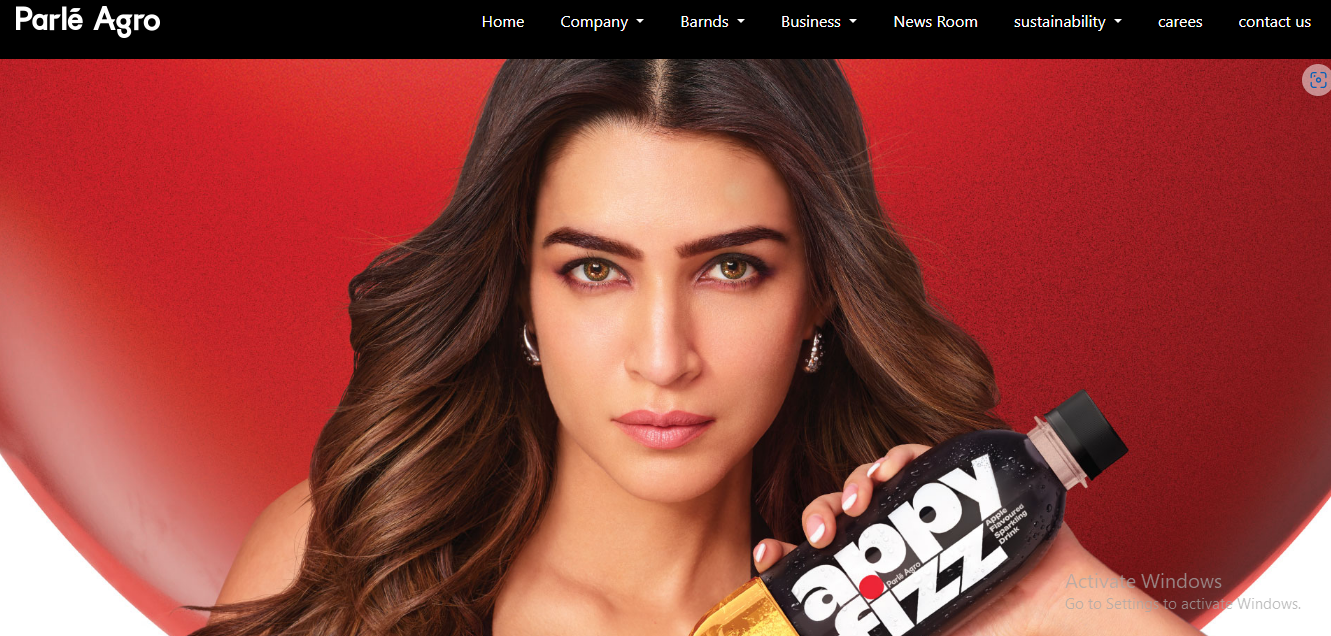 Parlé Agro
Home Company Barnds Business News Room sustainability carees contact us
appy
fizz
Apple
Flavoured
Sparkling
Drink
Parlé Agro
Activate Windows
Go to Settings to activate Windows.